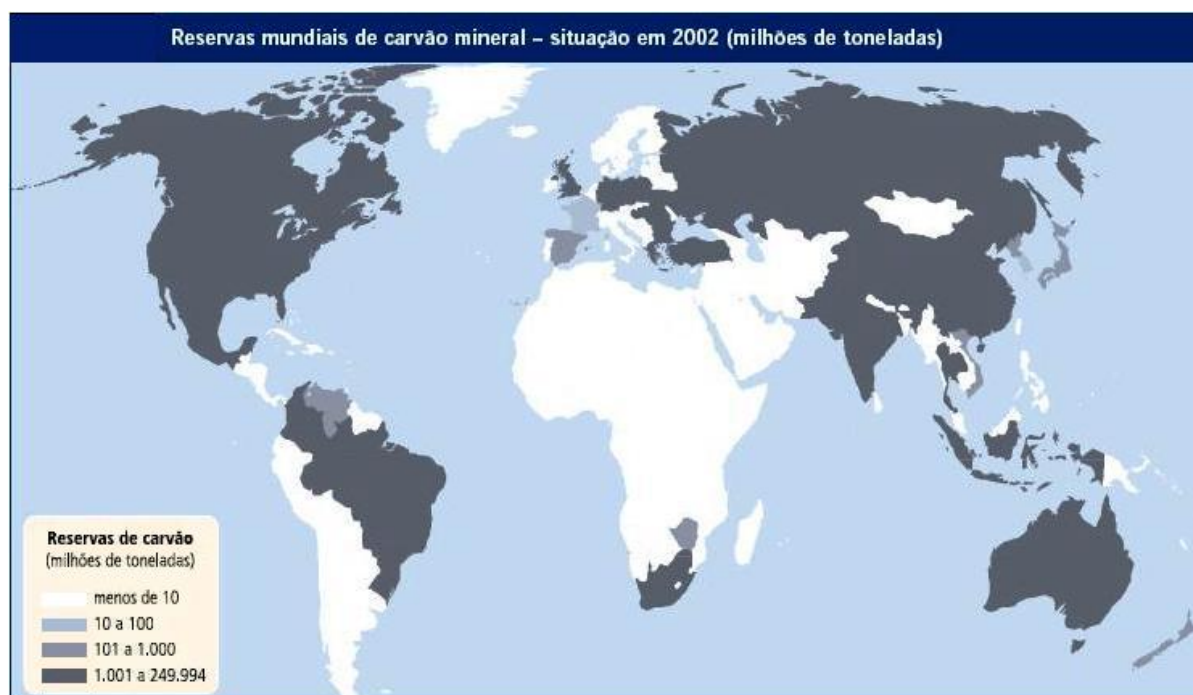 Reservas mundiais de carvão mineral – situação em 2002 (milhões de toneladas)
Reservas de carvão
(milhões de toneladas)
menos de 10
10 a 100
101 a 1.000
1.001 a 249.994